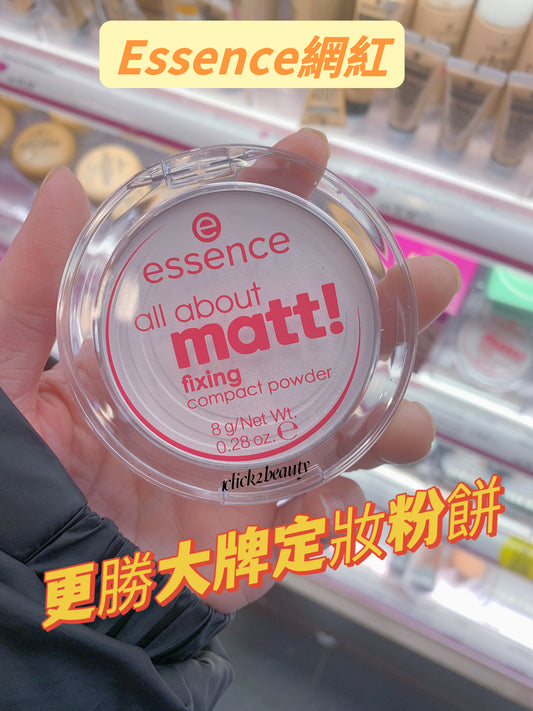 Essence網紅
e
essence
all about
matt!
fixing
compact powder
8 g/Net Wt.
0.28 oz. e
1click2beauty
更勝大牌定妝粉餅